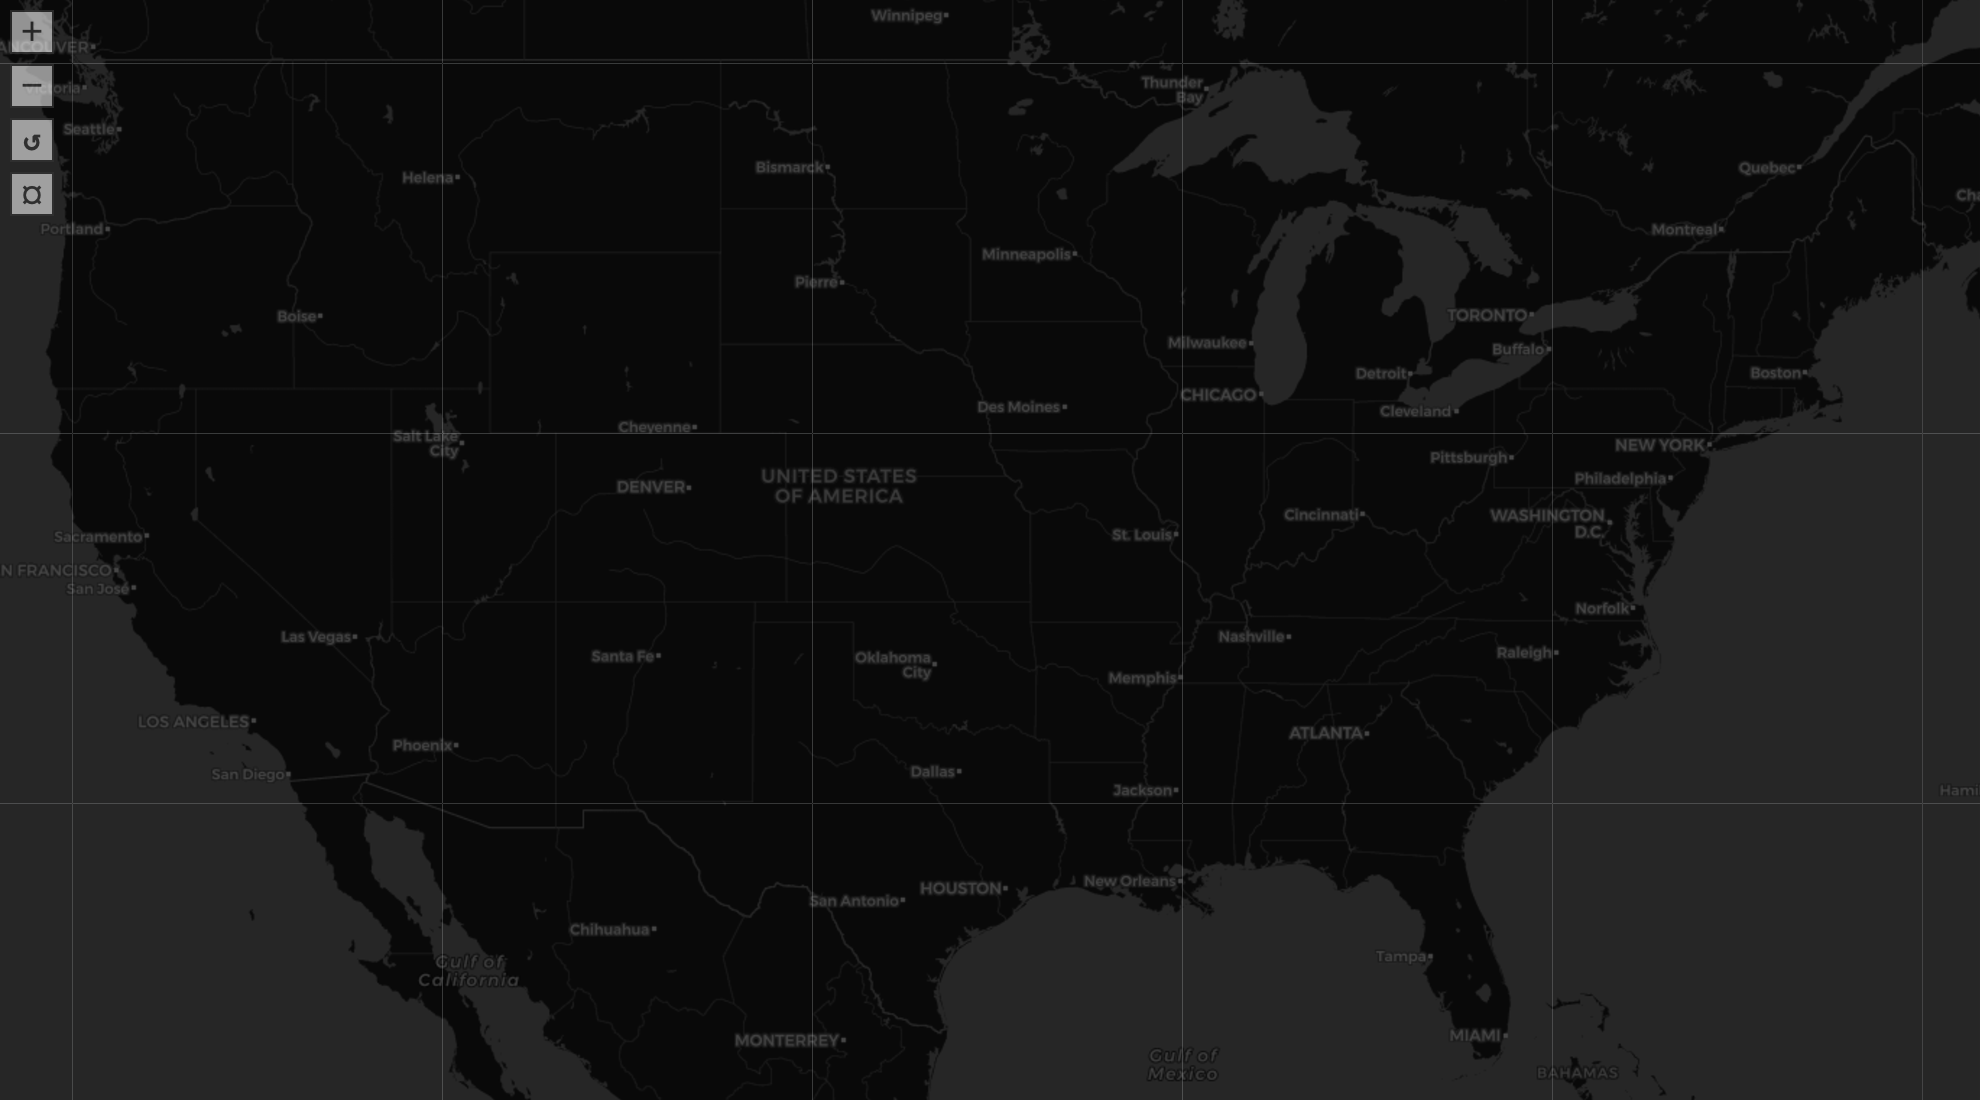 +
−
↺
¤
Winnipeg
ANCOUVER
Victoria
Thunder
Bay
Seattle
Bismarck
Quebec
Helena
Portland
Montreal
Minneapolis
Pierre
Boise
TORONTO
Milwaukee
Buffalo
Detroit
Boston
CHICAGO
Des Moines
Cleveland
Cheyenne
Salt Lake
City
NEW YORK
Pittsburgh
UNITED STATES
OF AMERICA
Philadelphia
DENVER
Cincinnati
WASHINGTON
D.C.
St. Louis
Sacramento
N FRANCISCO
San José
Norfolk
Las Vegas
Nashville
Santa Fe
Oklahoma
City
Raleigh
Memphis
LOS ANGELES
ATLANTA
Phoenix
San Diego
Dallas
Jackson
Hami
New Orleans
HOUSTON
San Antonio
Chihuahua
Tampa
Gulf of
California
MIAMI
MONTERREY
Gulf of
Mexico
BAHAMAS
Cha